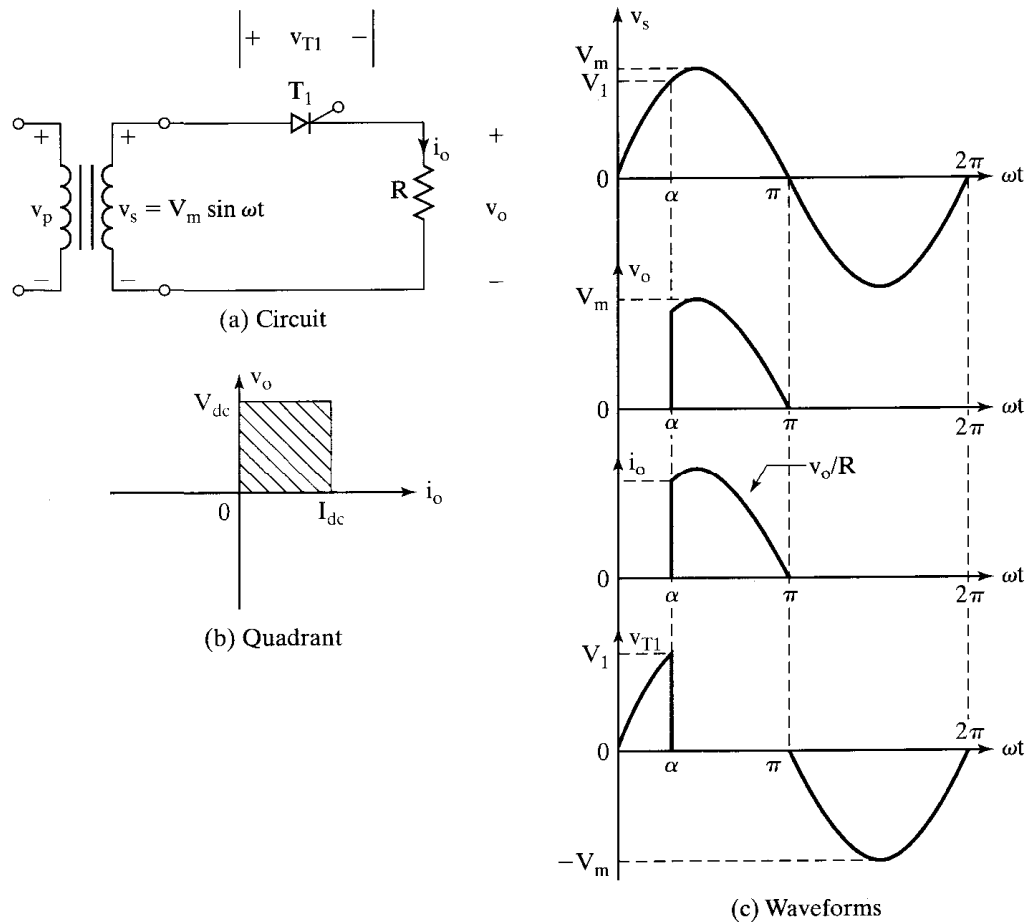 + v_T1 −
T_1
+ + i_o +
v_p v_s = V_m sin ωt R v_o
− − −
(a) Circuit
v_o
V_dc
0 I_dc i_o
(b) Quadrant
v_s
V_m
V_1
0 α π 2π ωt
v_o
V_m
0 α π 2π ωt
i_o
v_o/R
0 α π 2π ωt
v_T1
V_1
0 α π 2π ωt
−V_m
(c) Waveforms